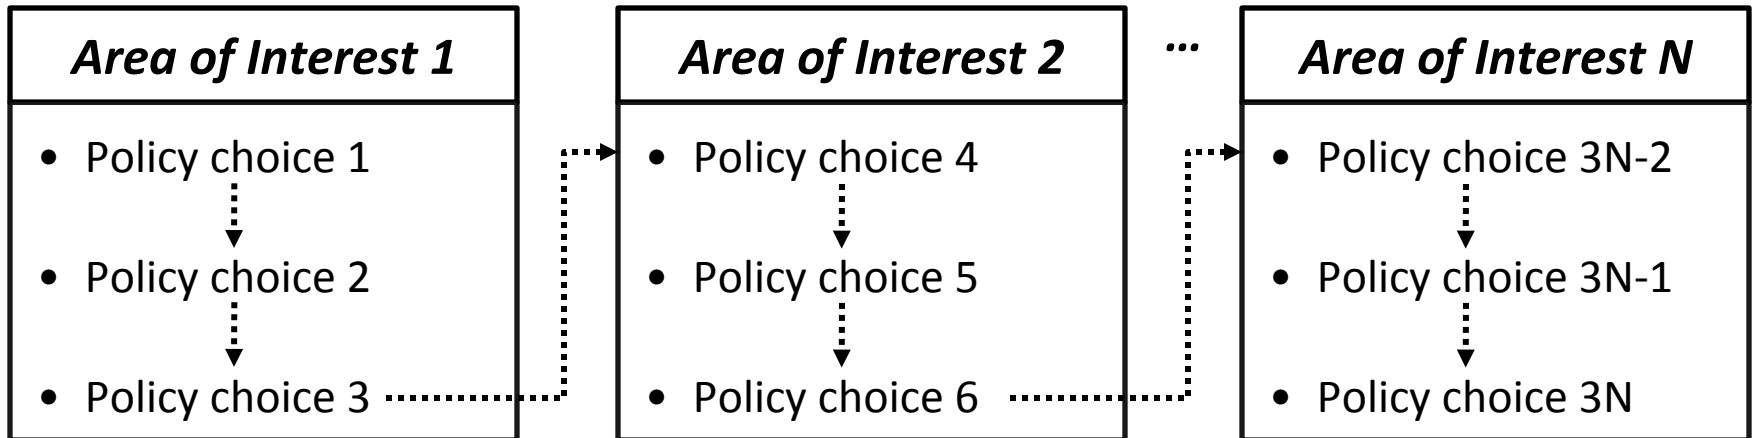 Area of Interest 1
• Policy choice 1
• Policy choice 2
• Policy choice 3
Area of Interest 2
• Policy choice 4
• Policy choice 5
• Policy choice 6
...
Area of Interest N
• Policy choice 3N-2
• Policy choice 3N-1
• Policy choice 3N